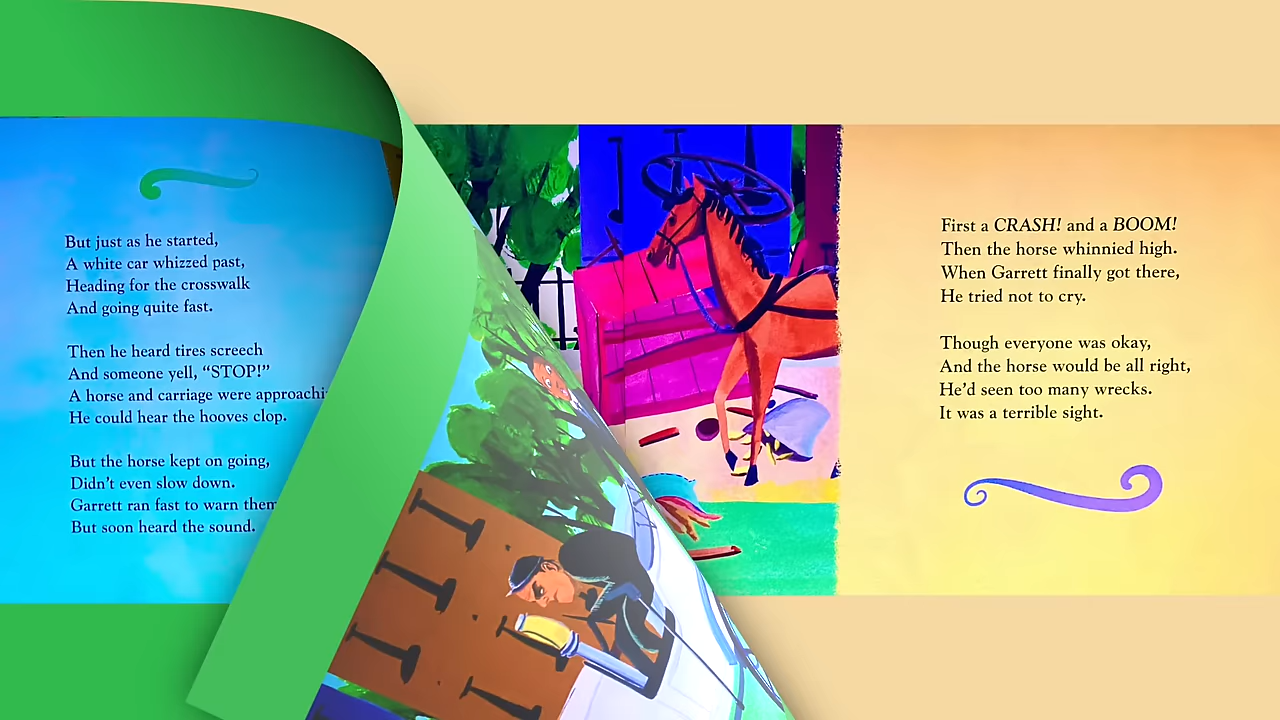 But just as he started,
A white car whizzed past,
Heading for the crosswalk
And going quite fast.
Then he heard tires screech
And someone yell, “STOP!”
A horse and carriage were
He could hear the hooves clop.
But the horse kept on going,
Didn’t even slow down.
Garrett ran fast to warn them
But soon heard the sound.
First a CRASH! and a BOOM!
Then the horse whinnied high.
When Garrett finally got there,
He tried not to cry.
Though everyone was okay,
And the horse would be all right,
He’d seen too many wrecks.
It was a terrible sight.